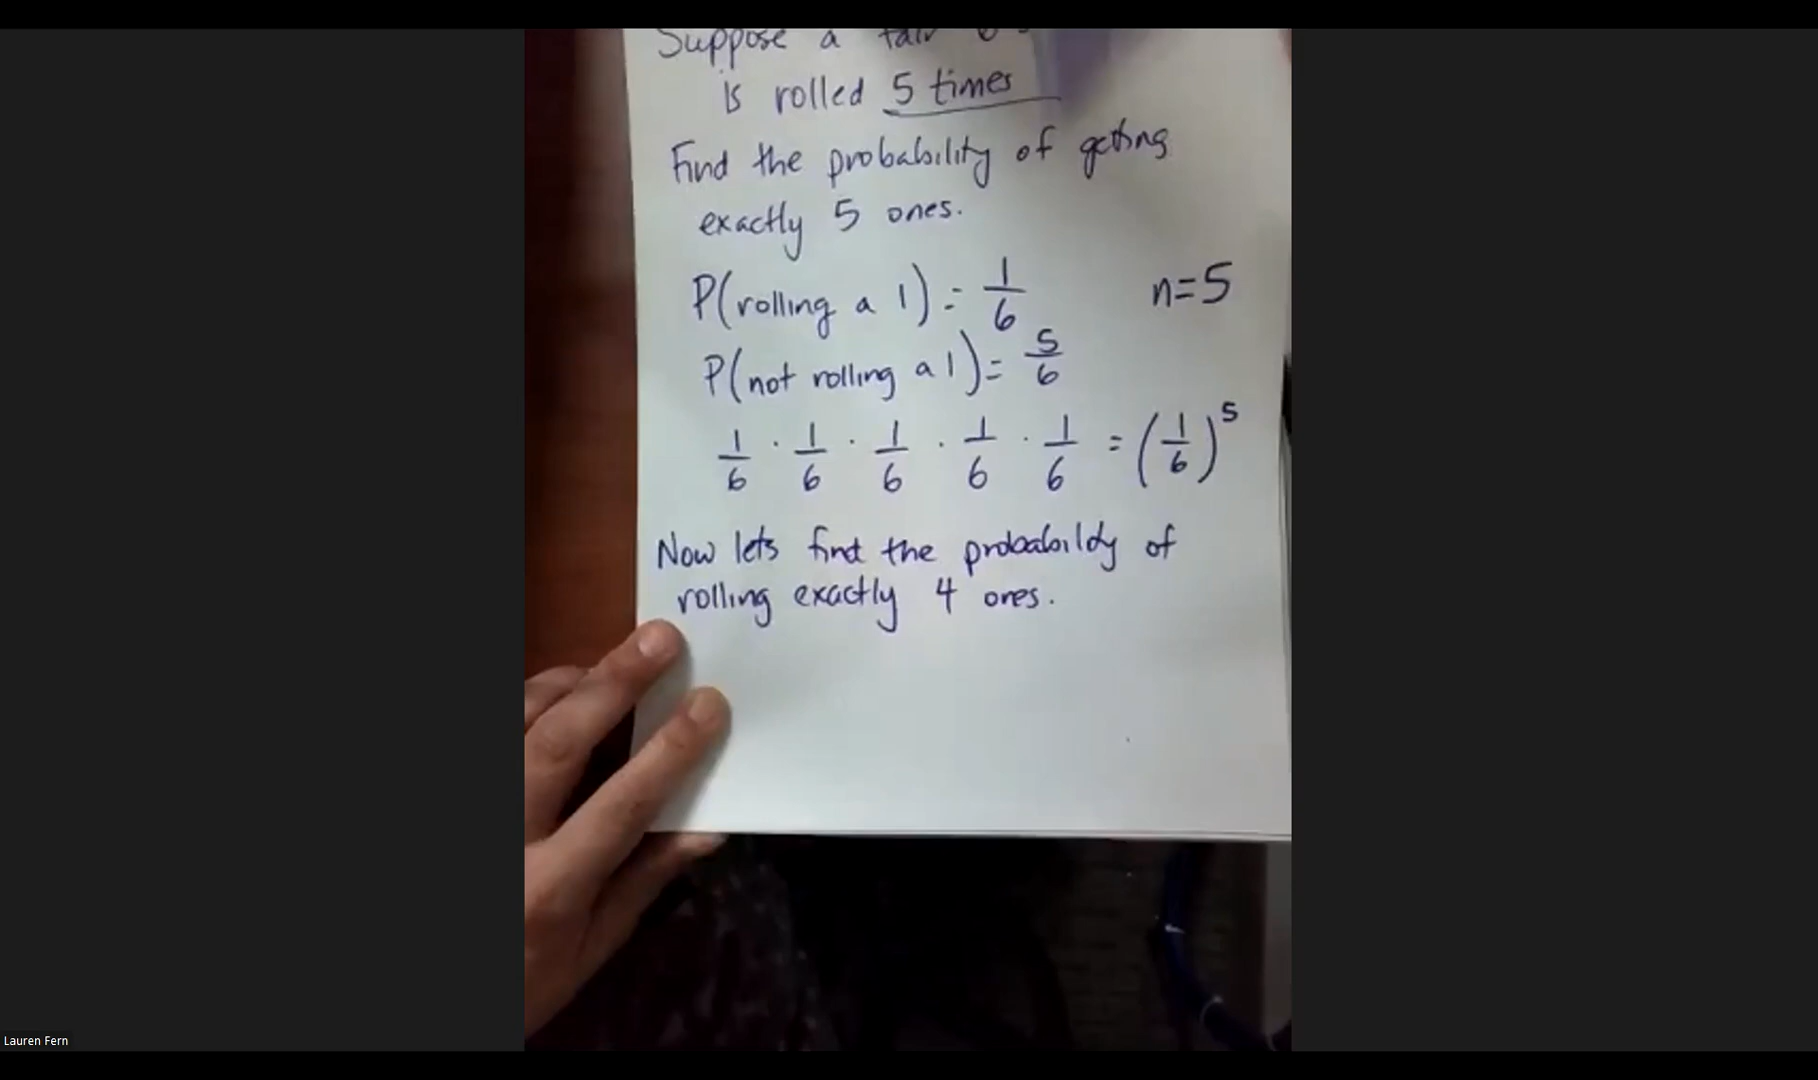 Suppose a fair
is rolled 5 times
Find the probability of getting
exactly 5 ones.
P(rolling a 1) = 1/6 n=5
P(not rolling a 1) = 5/6
1/6 · 1/6 · 1/6 · 1/6 · 1/6 = (1/6)^5
Now lets find the probability of
rolling exactly 4 ones.
Lauren Fern